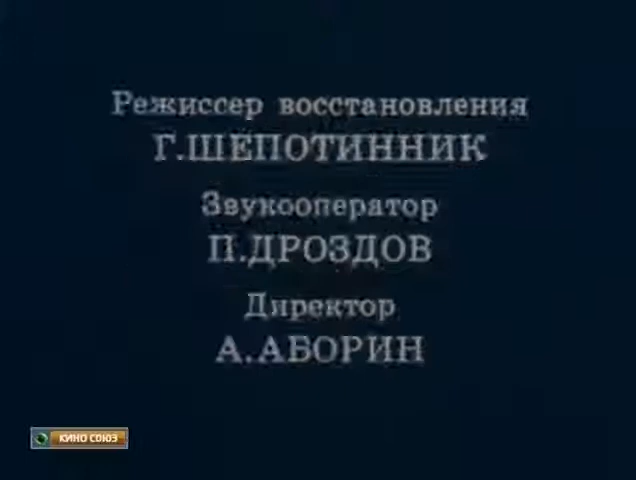 Режиссер восстановления
Г.ШЕПОТИННИК
Звукооператор
П.ДРОЗДОВ
Директор
А.АБОРИН
КИНО СОЮЗ